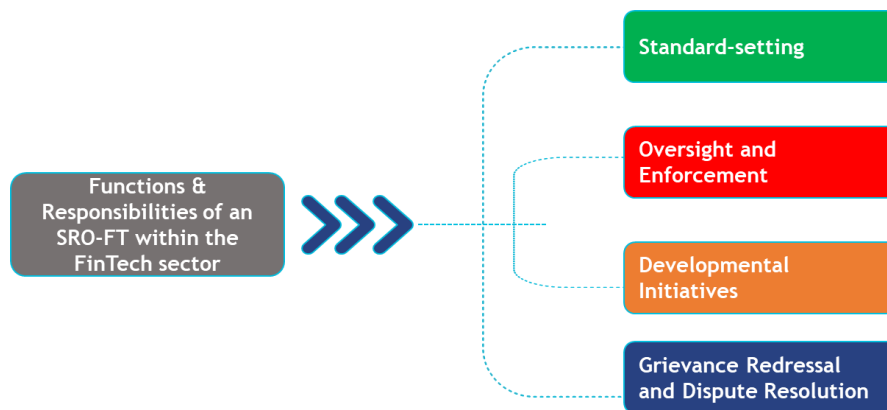 Functions &
Responsibilities of an
SRO-FT within the
FinTech sector
Standard-setting
Oversight and
Enforcement
Developmental
Initiatives
Grievance Redressal
and Dispute Resolution